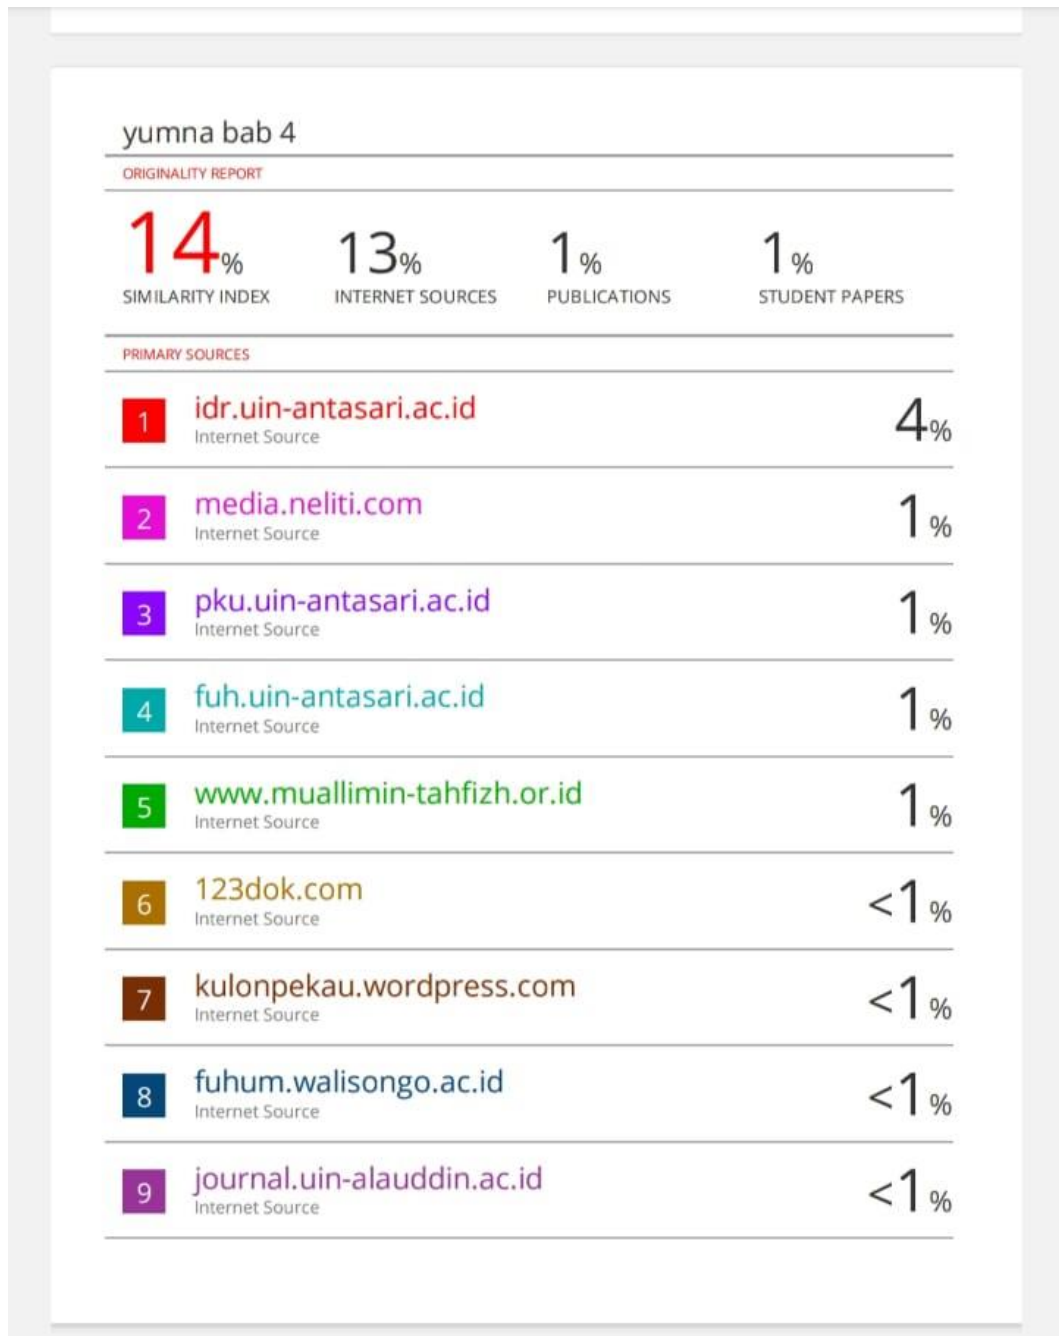 yumna bab 4
ORIGINALITY REPORT
14% 13% 1% 1%
SIMILARITY INDEX INTERNET SOURCES PUBLICATIONS STUDENT PAPERS
PRIMARY SOURCES
1 idr.uin-antasari.ac.id 4%
Internet Source
2 media.neliti.com 1%
Internet Source
3 pku.uin-antasari.ac.id 1%
Internet Source
4 fuh.uin-antasari.ac.id 1%
Internet Source
5 www.muallimin-tahfizh.or.id 1%
Internet Source
6 123dok.com <1%
Internet Source
7 kulonpekau.wordpress.com <1%
Internet Source
8 fuhum.walisongo.ac.id <1%
Internet Source
9 journal.uin-alauddin.ac.id <1%
Internet Source